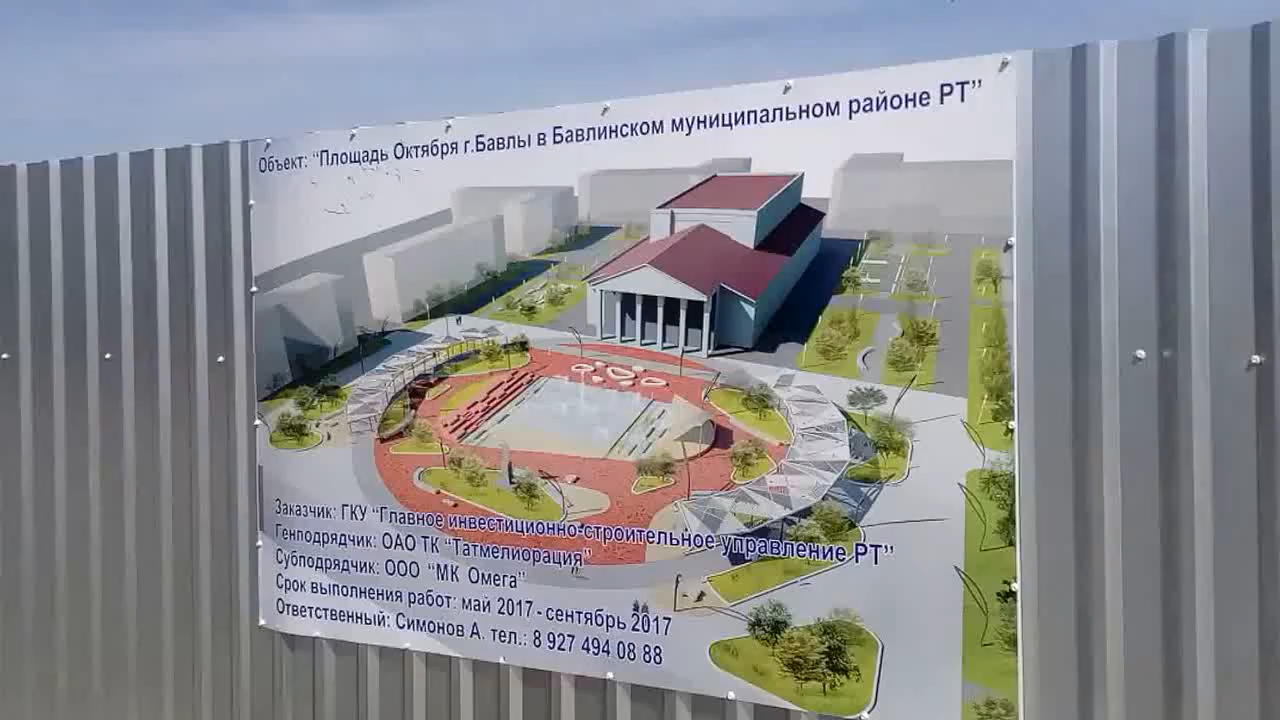 Объект: “Площадь Октября г.Бавлы в Бавлинском муниципальном районе РТ”
Заказчик: ГКУ “Главное инвестиционно-строительное управление РТ”
Генподрядчик: ОАО ТК “Татмелиорация”
Субподрядчик: ООО “МК Омега”
Срок выполнения работ: май 2017 - сентябрь 2017
Ответственный: Симонов А. тел.: 8 927 494 08 88